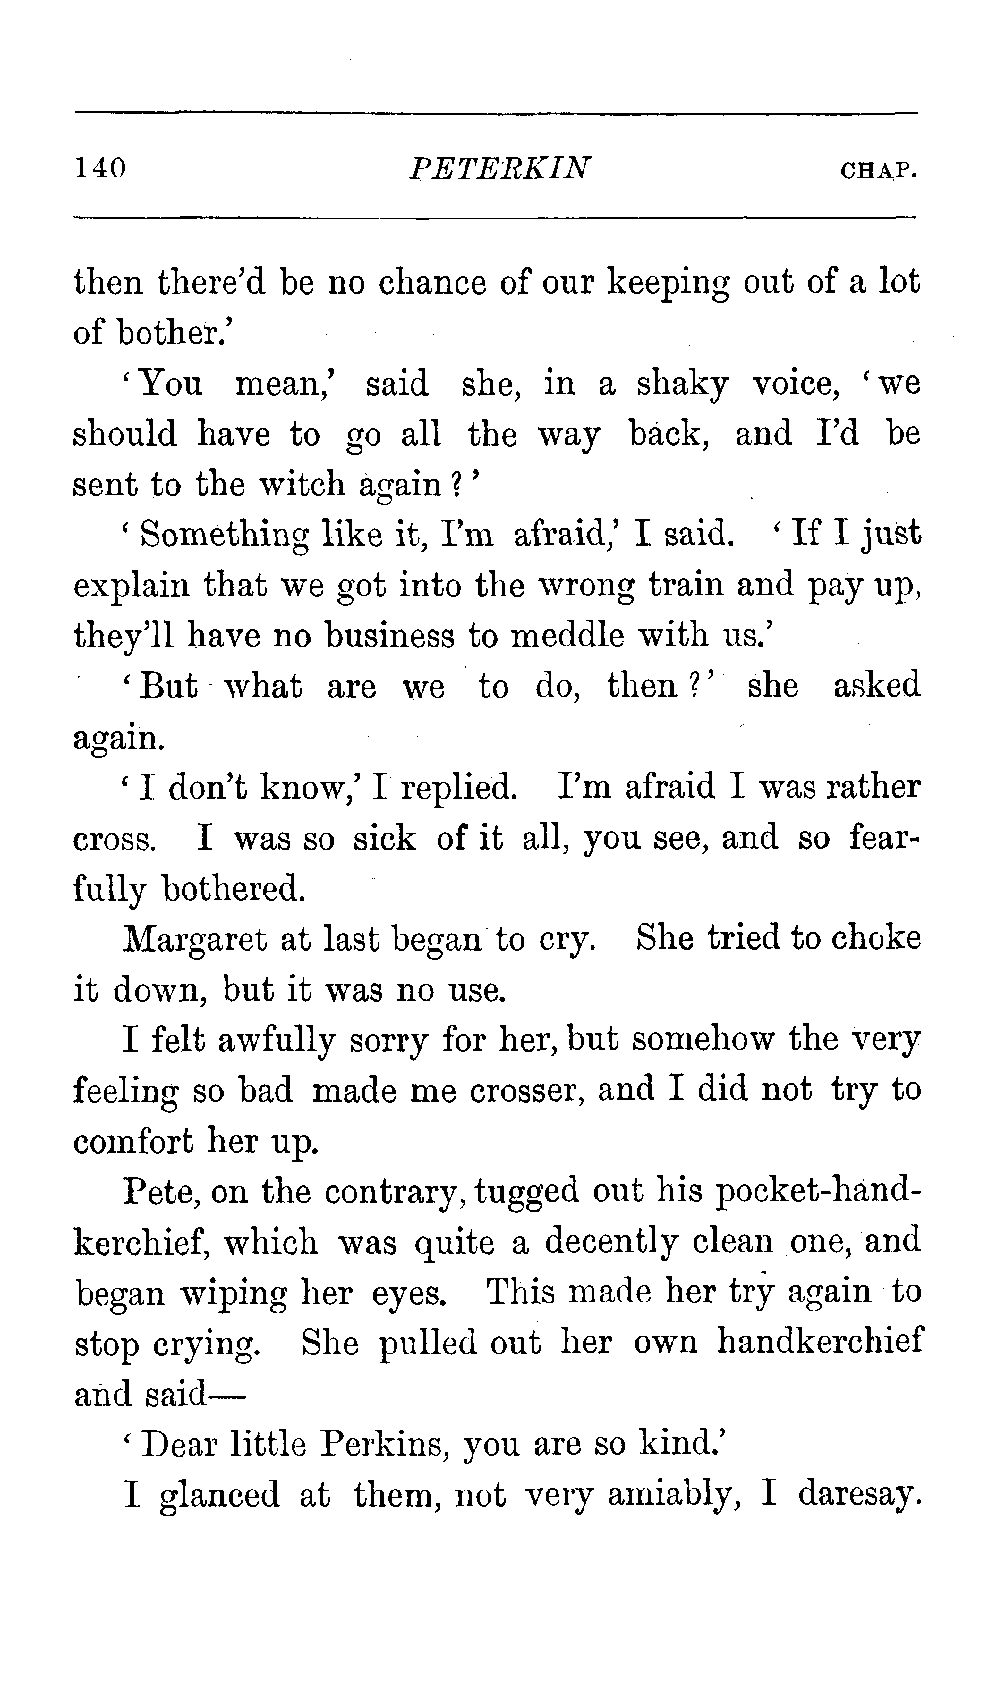 140 PETERKIN CHAP.
then there'd be no chance of our keeping out of a lot
of bother.'
‘You mean,’ said she, in a shaky voice, ‘we
should have to go all the way back, and I'd be
sent to the witch again?’
‘Something like it, I'm afraid,’ I said. ‘If I just
explain that we got into the wrong train and pay up,
they'll have no business to meddle with us.’
‘But what are we to do, then?’ she asked
again.
‘I don't know,’ I replied. I'm afraid I was rather
cross. I was so sick of it all, you see, and so fear-
fully bothered.
Margaret at last began to cry. She tried to choke
it down, but it was no use.
I felt awfully sorry for her, but somehow the very
feeling so bad made me crosser, and I did not try to
comfort her up.
Pete, on the contrary, tugged out his pocket-hand-
kerchief, which was quite a decently clean one, and
began wiping her eyes. This made her try again to
stop crying. She pulled out her own handkerchief
and said—
‘Dear little Perkins, you are so kind.’
I glanced at them, not very amiably, I daresay.